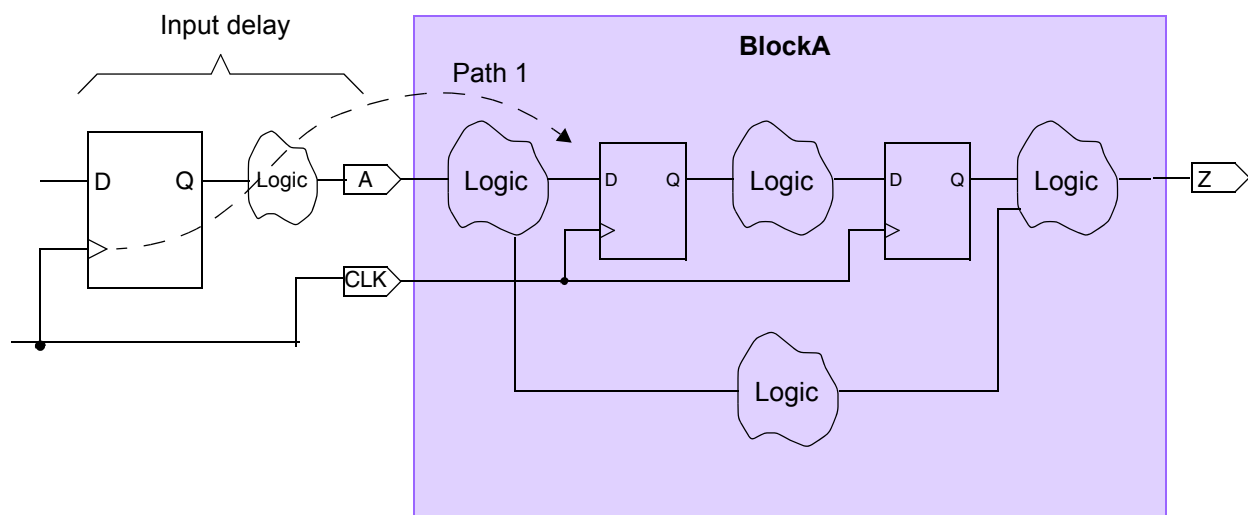 Input delay
BlockA
Path 1
D
Q
Logic
A
Logic
D
Q
Logic
D
Q
Logic
Z
CLK
Logic